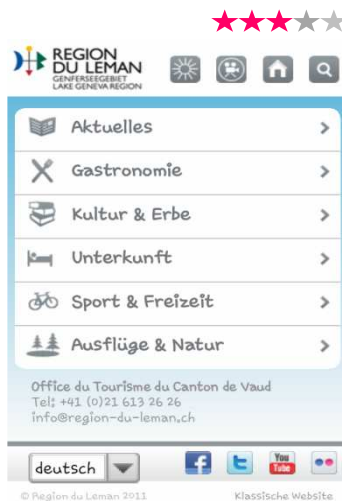 REGION
DU LEMAN
GENFERSEEGEBIET
LAKE GENEVA REGION
Aktuelles
Gastronomie
Kultur & Erbe
Unterkunft
Sport & Freizeit
Ausflüge & Natur
Office du Tourisme du Canton de Vaud
Tel: +41 (0)21 613 26 26
info@region-du-leman.ch
deutsch
You
Tube
© Region du Leman 2011
Klassische Website